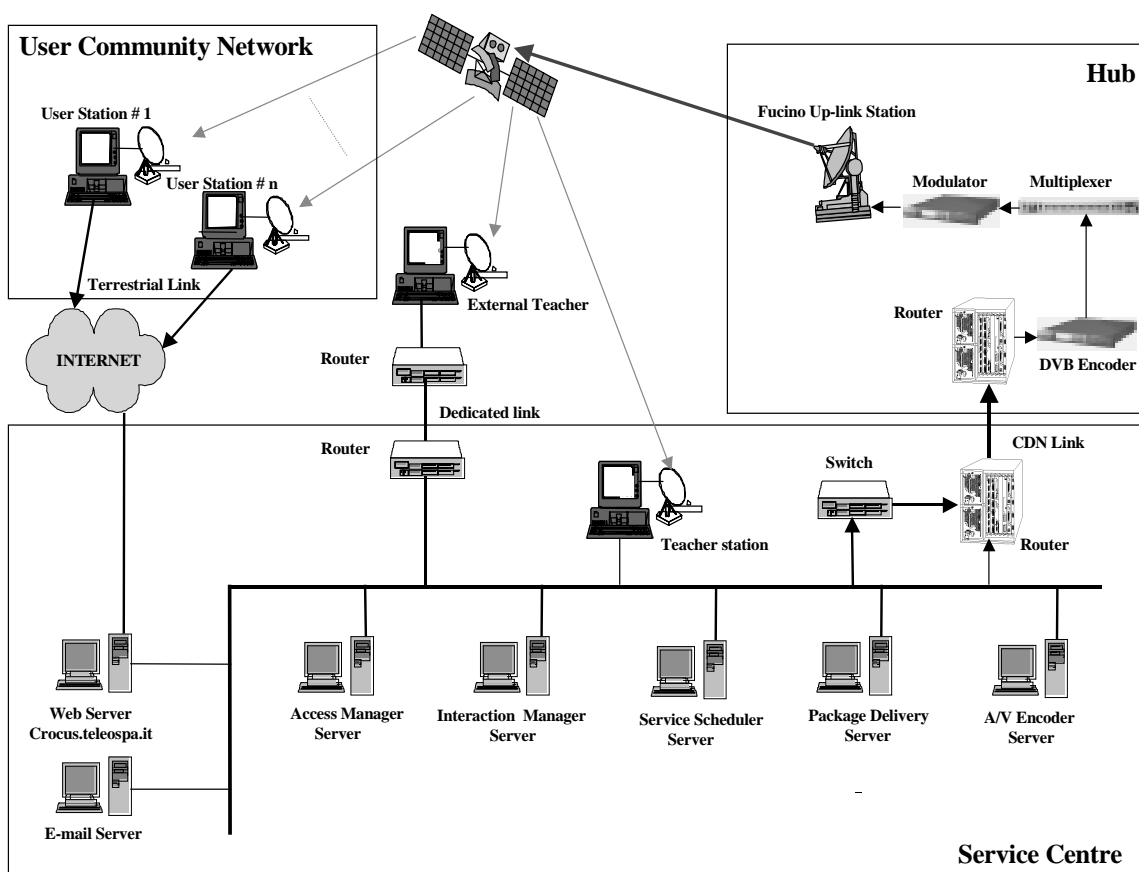 User Community Network
Hub
User Station # 1
Fucino Up-link Station
Modulator
Multiplexer
User Station # n
Terrestrial Link
External Teacher
Router
INTERNET
Router
DVB Encoder
Dedicated link
Router
CDN Link
Switch
Teacher station
Router
Web Server
Crocus.teleospa.it
Access Manager
Server
Interaction Manager
Server
Service Scheduler
Server
Package Delivery
Server
A/V Encoder
Server
E-mail Server
Service Centre